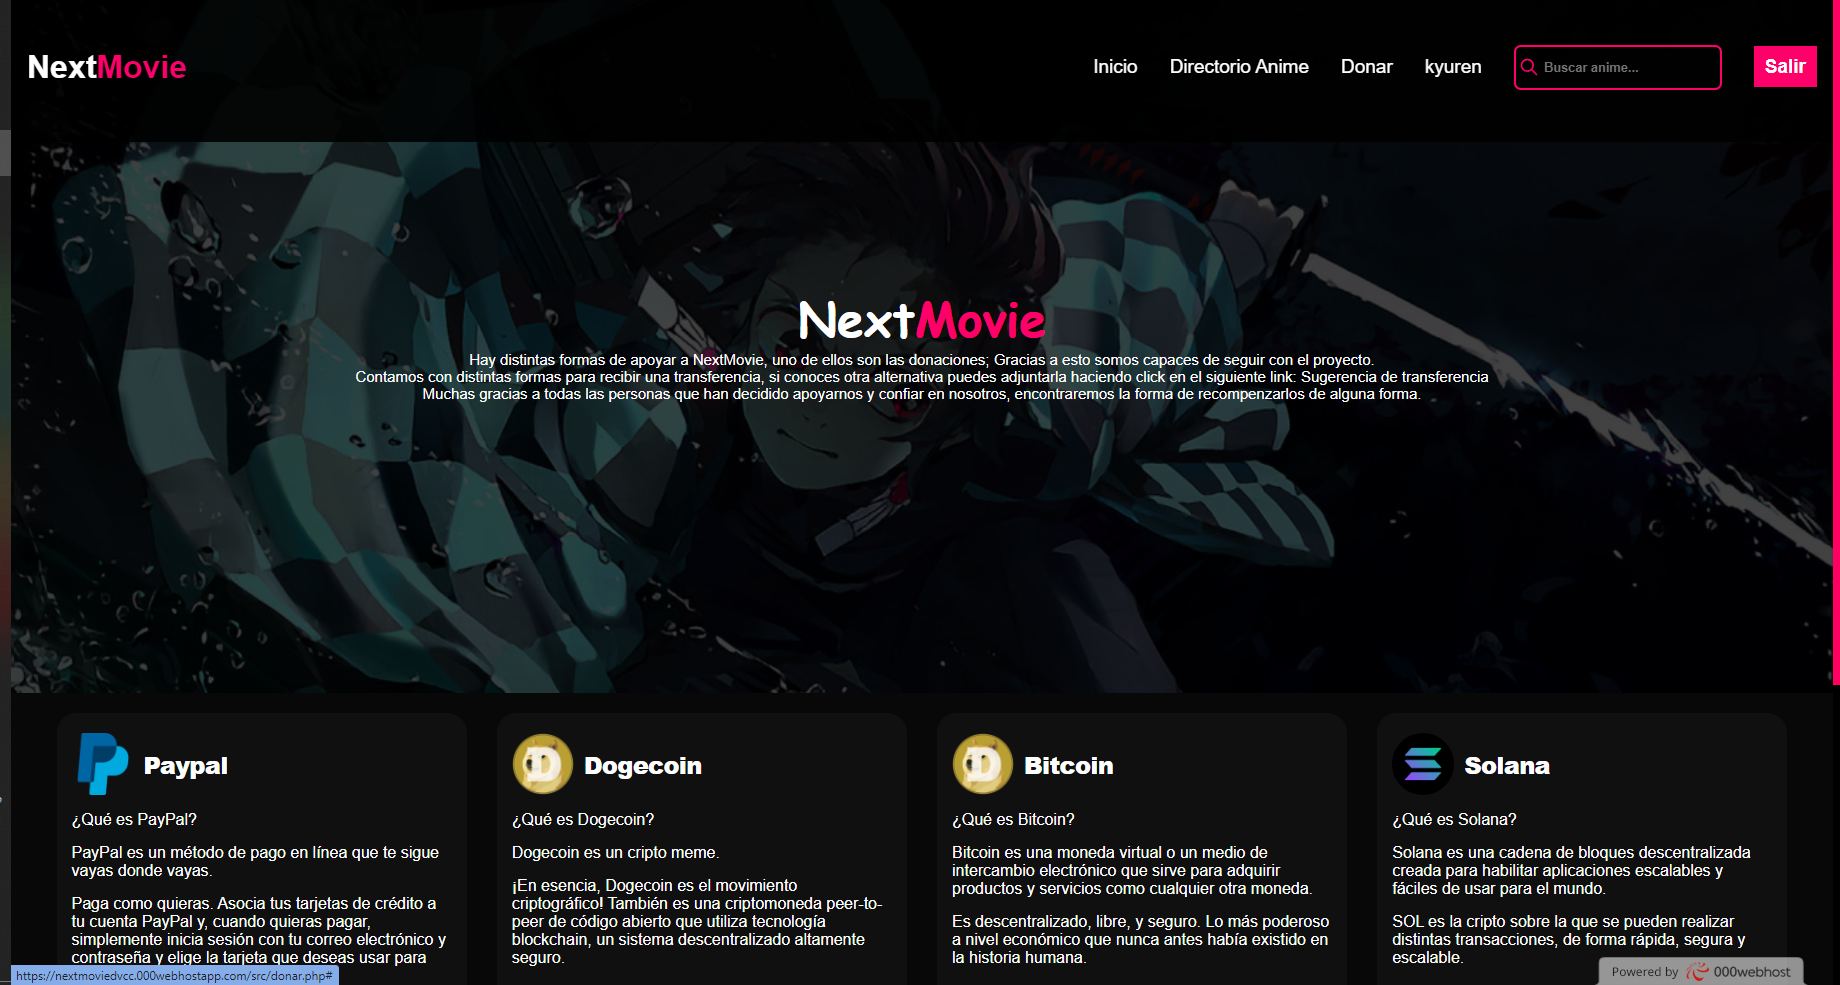 NextMovie
Inicio
Directorio Anime
Donar
kyuren
Buscar anime...
Salir
NextMovie
Hay distintas formas de apoyar a NextMovie, uno de ellos son las donaciones; Gracias a esto somos capaces de seguir con el proyecto.
Contamos con distintas formas para recibir una transferencia, si conoces otra alternativa puedes adjuntarla haciendo click en el siguiente link: Sugerencia de transferencia
Muchas gracias a todas las personas que han decidido apoyarnos y confiar en nosotros, encontraremos la forma de recompenzarlos de alguna forma.
Paypal
¿Qué es PayPal?
PayPal es un método de pago en línea que te sigue
vayas donde vayas.
Paga como quieras. Asocia tus tarjetas de crédito a
tu cuenta PayPal y, cuando quieras pagar,
simplemente inicia sesión con tu correo electrónico y
contraseña y elige la tarjeta que deseas usar para
Dogecoin
¿Qué es Dogecoin?
Dogecoin es un cripto meme.
¡En esencia, Dogecoin es el movimiento
criptográfico! También es una criptomoneda peer-to-
peer de código abierto que utiliza tecnología
blockchain, un sistema descentralizado altamente
seguro.
Bitcoin
¿Qué es Bitcoin?
Bitcoin es una moneda virtual o un medio de
intercambio electrónico que sirve para adquirir
productos y servicios como cualquier otra moneda.
Es descentralizado, libre, y seguro. Lo más poderoso
a nivel económico que nunca antes había existido en
la historia humana.
Solana
¿Qué es Solana?
Solana es una cadena de bloques descentralizada
creada para habilitar aplicaciones escalables y
fáciles de usar para el mundo.
SOL es la cripto sobre la que se pueden realizar
distintas transacciones, de forma rápida, segura y
escalable.
https://nextmoviedvcc.000webhostapp.com/src/donar.php#
Powered by 000webhost